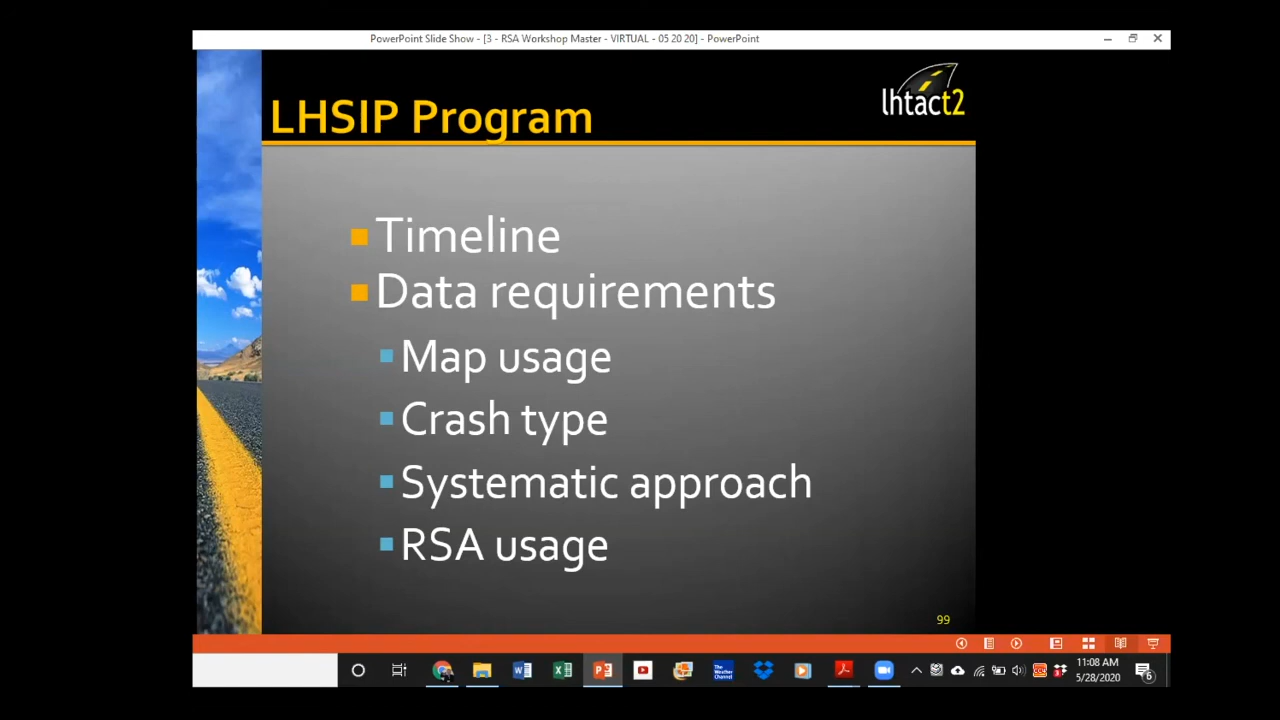 PowerPoint Slide Show - [3 - RSA Workshop Master - VIRTUAL - 05 20 20] - PowerPoint
lhtact2
LHSIP Program
Timeline
Data requirements
Map usage
Crash type
Systematic approach
RSA usage
99
11:08 AM
5/28/2020